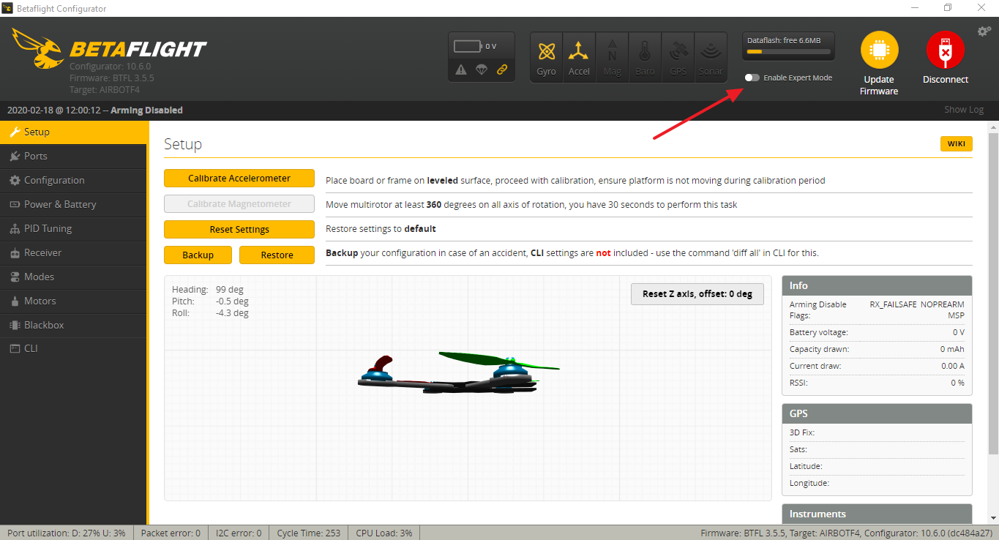 Betaflight Configurator
BETAFLIGHT
Configurator: 10.6.0
Firmware: BTFL 3.5.5
Target: AIRBOTF4
0 V
Gyro
Accel
Mag
Baro
GPS
Sonar
Dataflash: free 6.6MB
Enable Expert Mode
Update
Firmware
Disconnect
2020-02-18 @ 12:00:12 -- Arming Disabled
Show Log
Setup
Ports
Configuration
Power & Battery
PID Tuning
Receiver
Modes
Motors
Blackbox
CLI
Setup
WIKI
Calibrate Accelerometer
Place board or frame on leveled surface, proceed with calibration, ensure platform is not moving during calibration period
Calibrate Magnetometer
Move multirotor at least 360 degrees on all axis of rotation, you have 30 seconds to perform this task
Reset Settings
Restore settings to default
Backup
Restore
Backup your configuration in case of an accident, CLI settings are not included - use the command 'diff all' in CLI for this.
Heading: 99 deg
Pitch: -0.5 deg
Roll: -4.3 deg
Reset Z axis, offset: 0 deg
Info
Arming Disable RX_FAILSAFE NOPREARM
Flags: MSP
Battery voltage: 0 V
Capacity drawn: 0 mAh
Current draw: 0.00 A
RSSI: 0 %
GPS
3D Fix:
Sats:
Latitude:
Longitude:
Instruments
Port utilization: D: 27% U: 3%
Packet error: 0
I2C error: 0
Cycle Time: 253
CPU Load: 3%
Firmware: BTFL 3.5.5, Target: AIRBOTF4, Configurator: 10.6.0 (dc484a27)